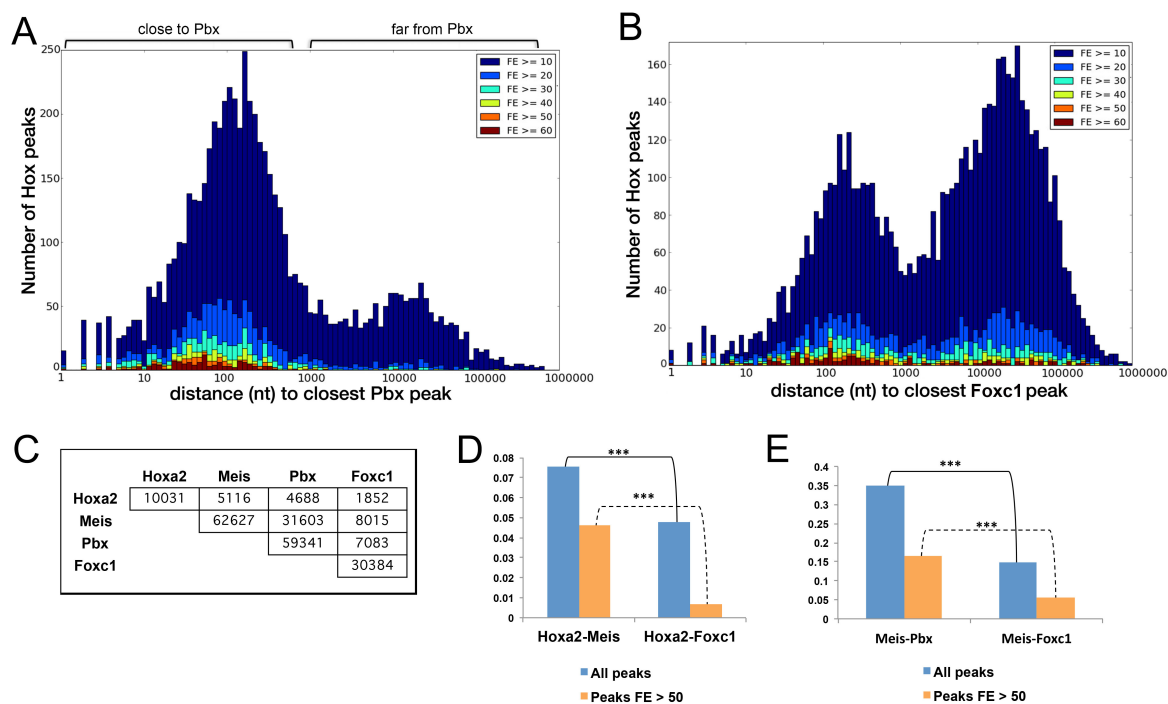 A
close to Pbx
far from Pbx
Number of Hox peaks
250
200
150
100
50
0
FE >= 10
FE >= 20
FE >= 30
FE >= 40
FE >= 50
FE >= 60
1
10
100
1000
10000
100000
1000000
distance (nt) to closest Pbx peak
B
Number of Hox peaks
160
140
120
100
80
60
40
20
0
FE >= 10
FE >= 20
FE >= 30
FE >= 40
FE >= 50
FE >= 60
1
10
100
1000
10000
100000
1000000
distance (nt) to closest Foxc1 peak
C
Hoxa2 Meis Pbx Foxc1
Hoxa2 10031 5116 4688 1852
Meis 62627 31603 8015
Pbx 59341 7083
Foxc1 30384
D
0.08
0.07
0.06
0.05
0.04
0.03
0.02
0.01
0
***
***
Hoxa2-Meis
Hoxa2-Foxc1
All peaks
Peaks FE > 50
E
0.4
0.35
0.3
0.25
0.2
0.15
0.1
0.05
0
***
***
Meis-Pbx
Meis-Foxc1
All peaks
Peaks FE > 50